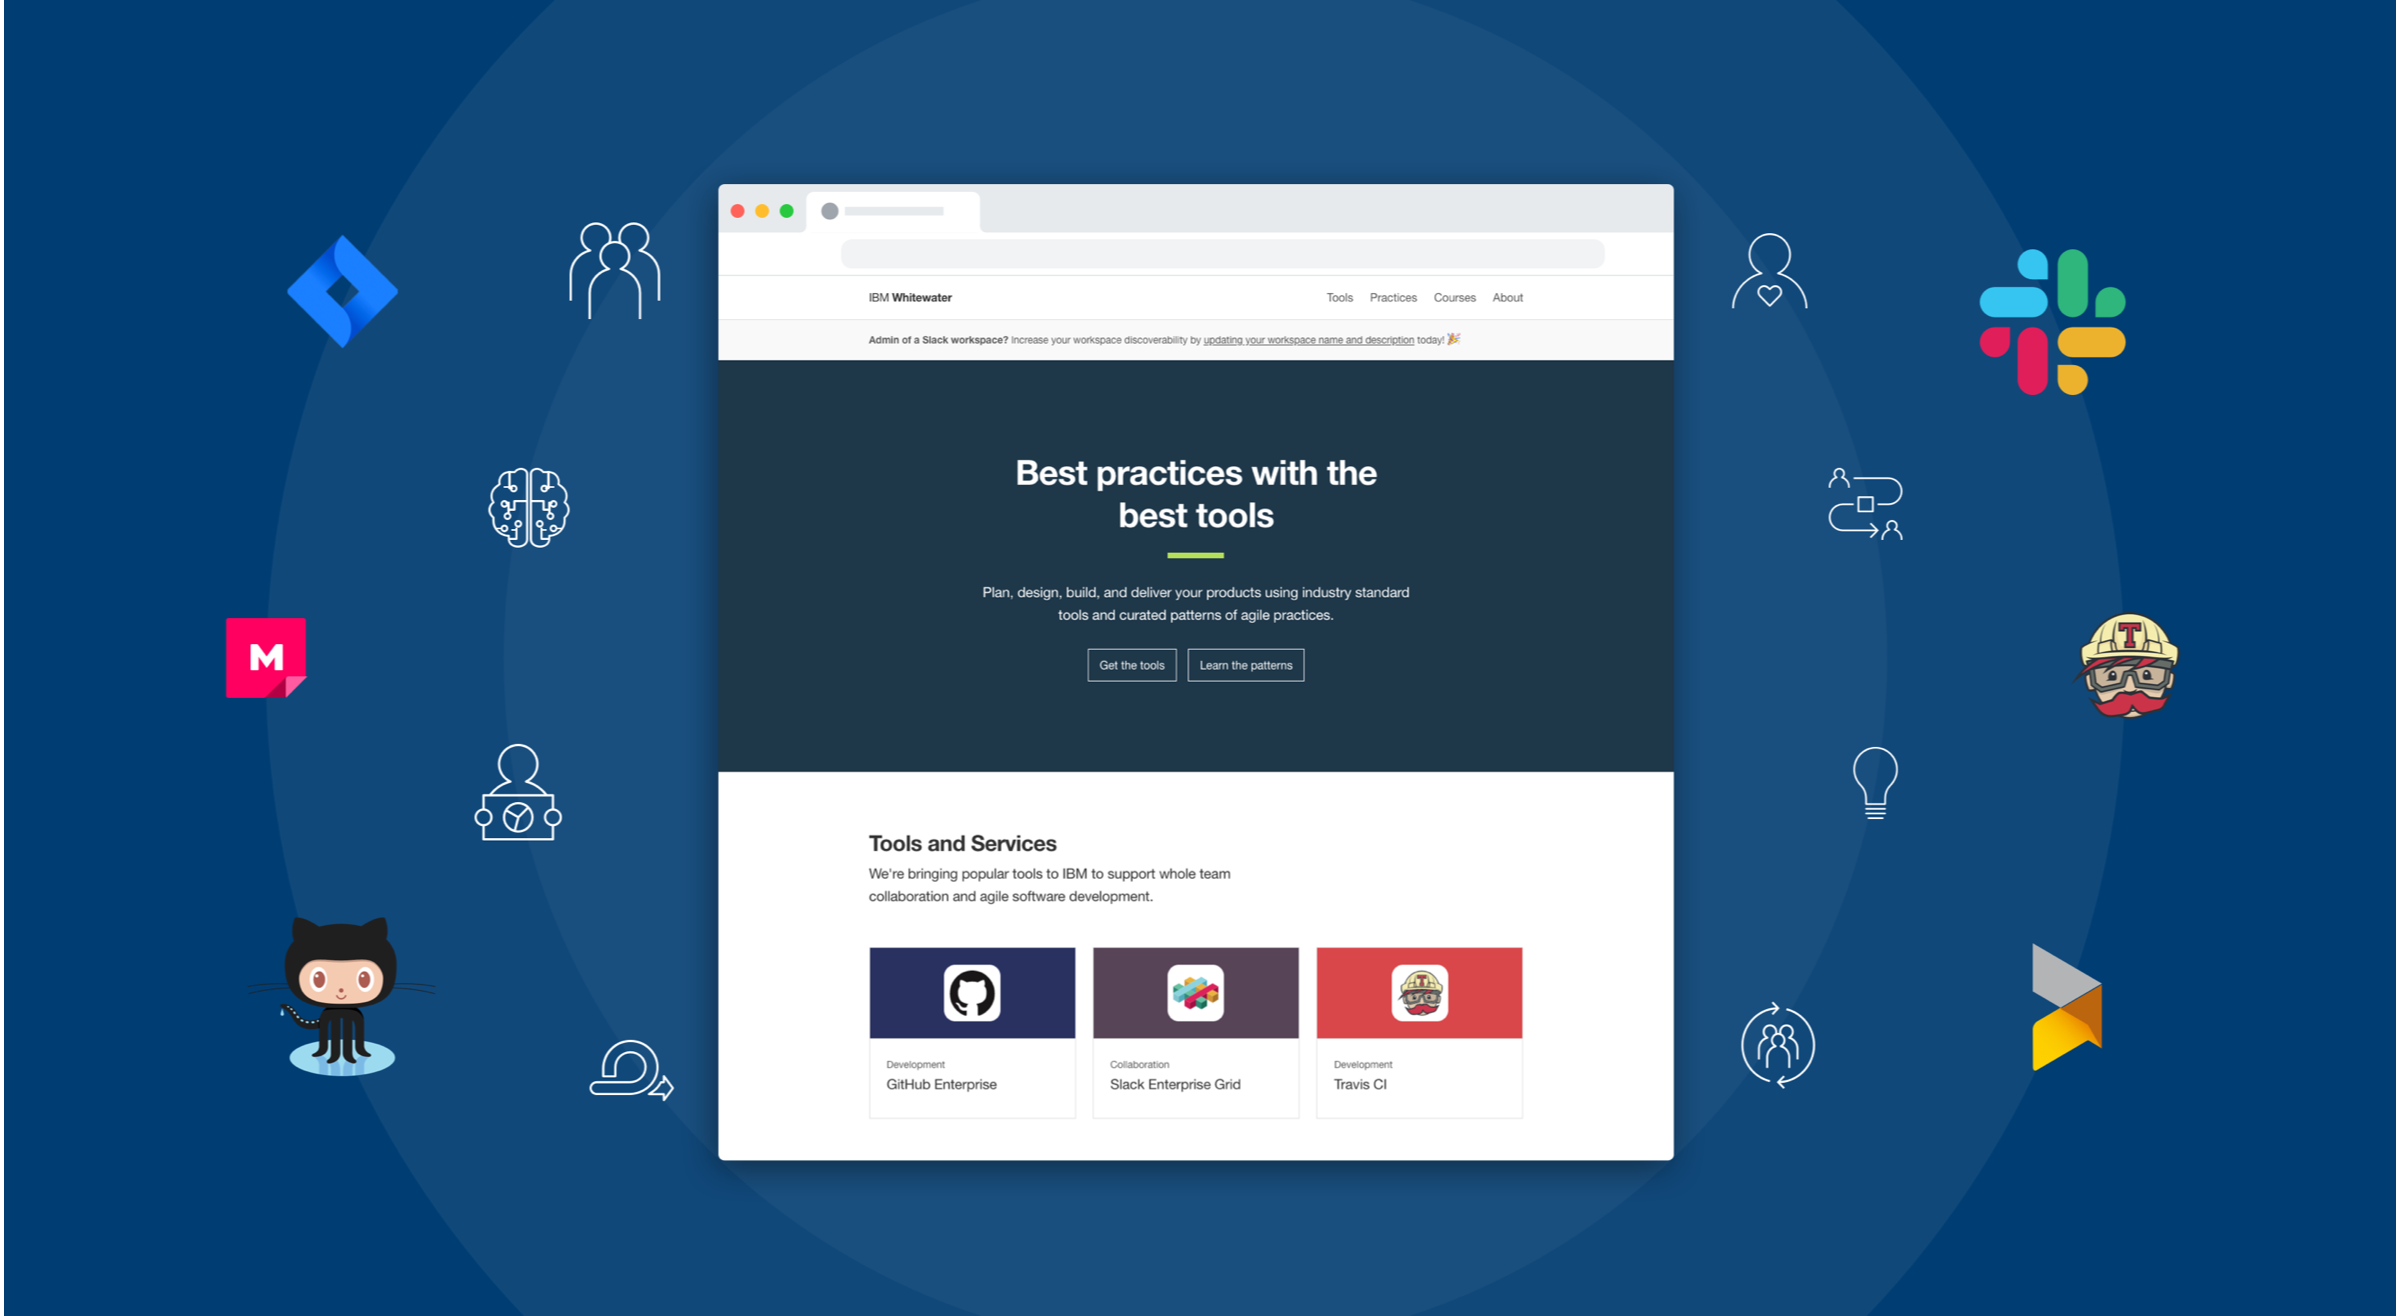 IBM Whitewater
Tools Practices Courses About
Admin of a Slack workspace? Increase your workspace discoverability by updating your workspace name and description today! 🎉
Best practices with the
best tools
Plan, design, build, and deliver your products using industry standard
tools and curated patterns of agile practices.
Get the tools Learn the patterns
M
T
Tools and Services
We're bringing popular tools to IBM to support whole team
collaboration and agile software development.
T
Development
GitHub Enterprise
Collaboration
Slack Enterprise Grid
Development
Travis CI